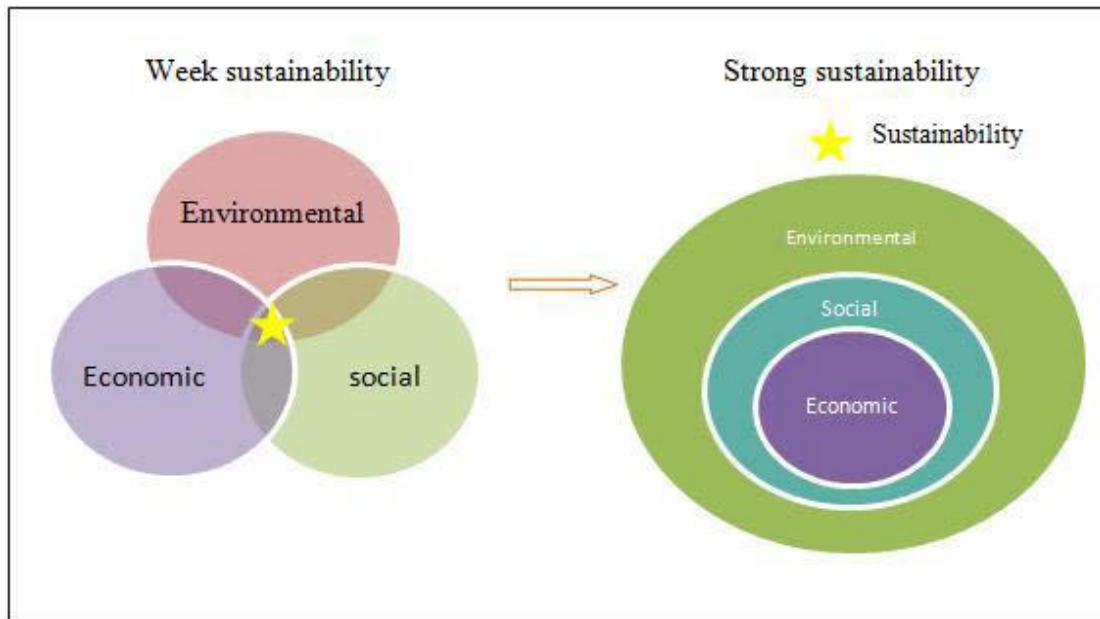 Week sustainability
Environmental
Economic
social
Strong sustainability
Sustainability
Environmental
Social
Economic